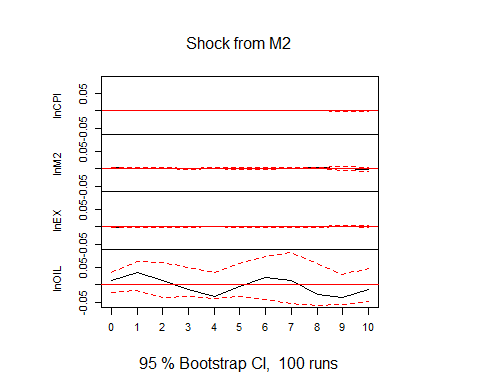 Shock from M2
lnCPI
-0.05 0.05
lnM2
-0.05 0.05
lnEX
-0.05 0.05
lnOIL
-0.05 0.05
0 1 2 3 4 5 6 7 8 9 10
95 % Bootstrap CI, 100 runs